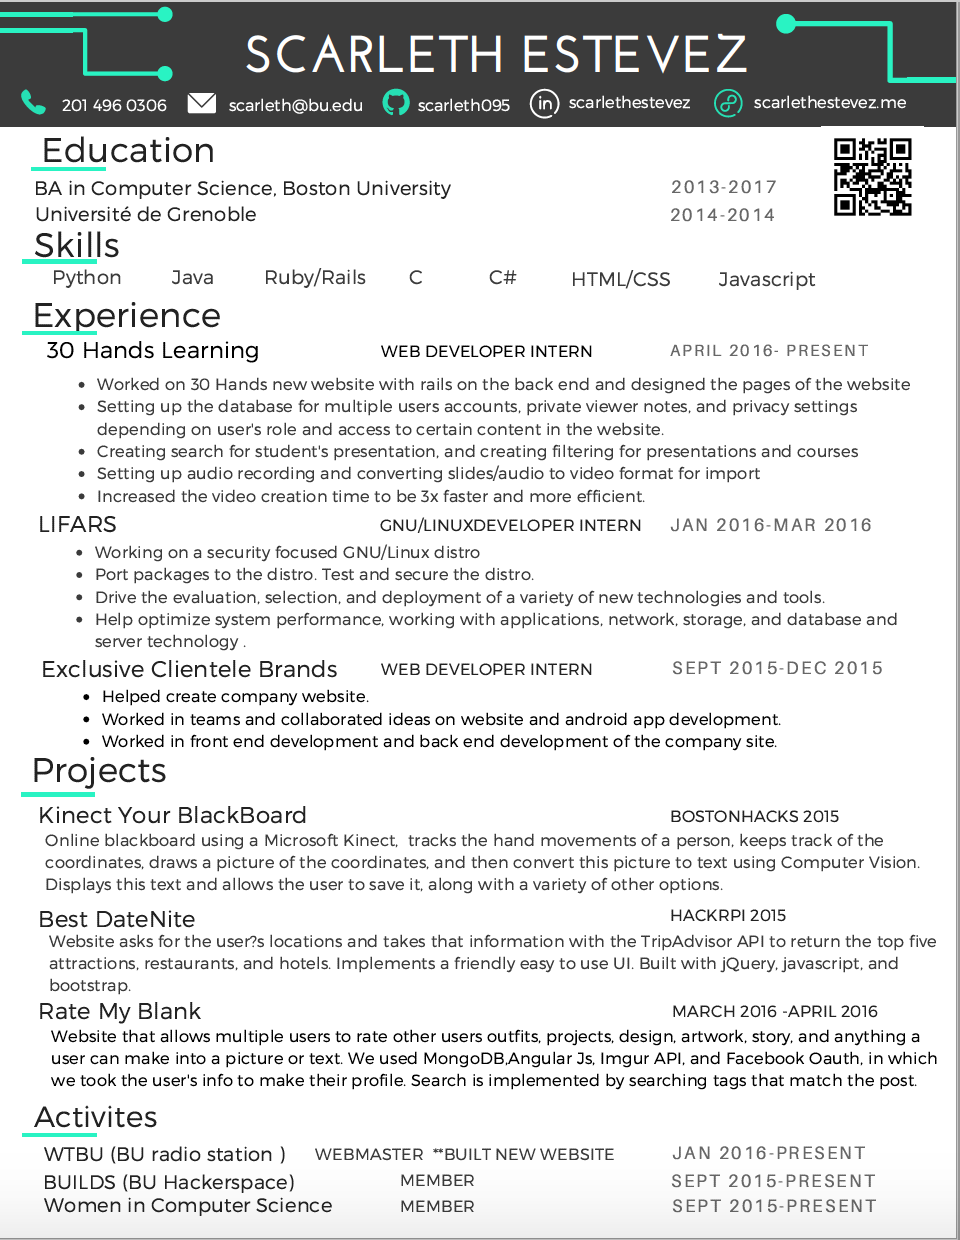 SCARLETH ESTEVEZ
201 496 0306 scarleth@bu.edu scarleth095 in scarlethestevez scarlethestevez.me
Education
BA in Computer Science, Boston University 2013-2017
Université de Grenoble 2014-2014
Skills
Python Java Ruby/Rails C C# HTML/CSS Javascript
Experience
30 Hands Learning WEB DEVELOPER INTERN APRIL 2016- PRESENT
• Worked on 30 Hands new website with rails on the back end and designed the pages of the website
• Setting up the database for multiple users accounts, private viewer notes, and privacy settings
depending on user's role and access to certain content in the website.
• Creating search for student's presentation, and creating filtering for presentations and courses
• Setting up audio recording and converting slides/audio to video format for import
• Increased the video creation time to be 3x faster and more efficient.
LIFARS GNU/LINUXDEVELOPER INTERN JAN 2016-MAR 2016
• Working on a security focused GNU/Linux distro
• Port packages to the distro. Test and secure the distro.
• Drive the evaluation, selection, and deployment of a variety of new technologies and tools.
• Help optimize system performance, working with applications, network, storage, and database and
server technology .
Exclusive Clientele Brands WEB DEVELOPER INTERN SEPT 2015-DEC 2015
• Helped create company website.
• Worked in teams and collaborated ideas on website and android app development.
• Worked in front end development and back end development of the company site.
Projects
Kinect Your BlackBoard BOSTONHACKS 2015
Online blackboard using a Microsoft Kinect, tracks the hand movements of a person, keeps track of the
coordinates, draws a picture of the coordinates, and then convert this picture to text using Computer Vision.
Displays this text and allows the user to save it, along with a variety of other options.
Best DateNite HACKRPI 2015
Website asks for the user?s locations and takes that information with the TripAdvisor API to return the top five
attractions, restaurants, and hotels. Implements a friendly easy to use UI. Built with jQuery, javascript, and
bootstrap.
Rate My Blank MARCH 2016 -APRIL 2016
Website that allows multiple users to rate other users outfits, projects, design, artwork, story, and anything a
user can make into a picture or text. We used MongoDB,Angular Js, Imgur API, and Facebook Oauth, in which
we took the user's info to make their profile. Search is implemented by searching tags that match the post.
Activites
WTBU (BU radio station ) WEBMASTER **BUILT NEW WEBSITE JAN 2016-PRESENT
BUILDS (BU Hackerspace) MEMBER SEPT 2015-PRESENT
Women in Computer Science MEMBER SEPT 2015-PRESENT